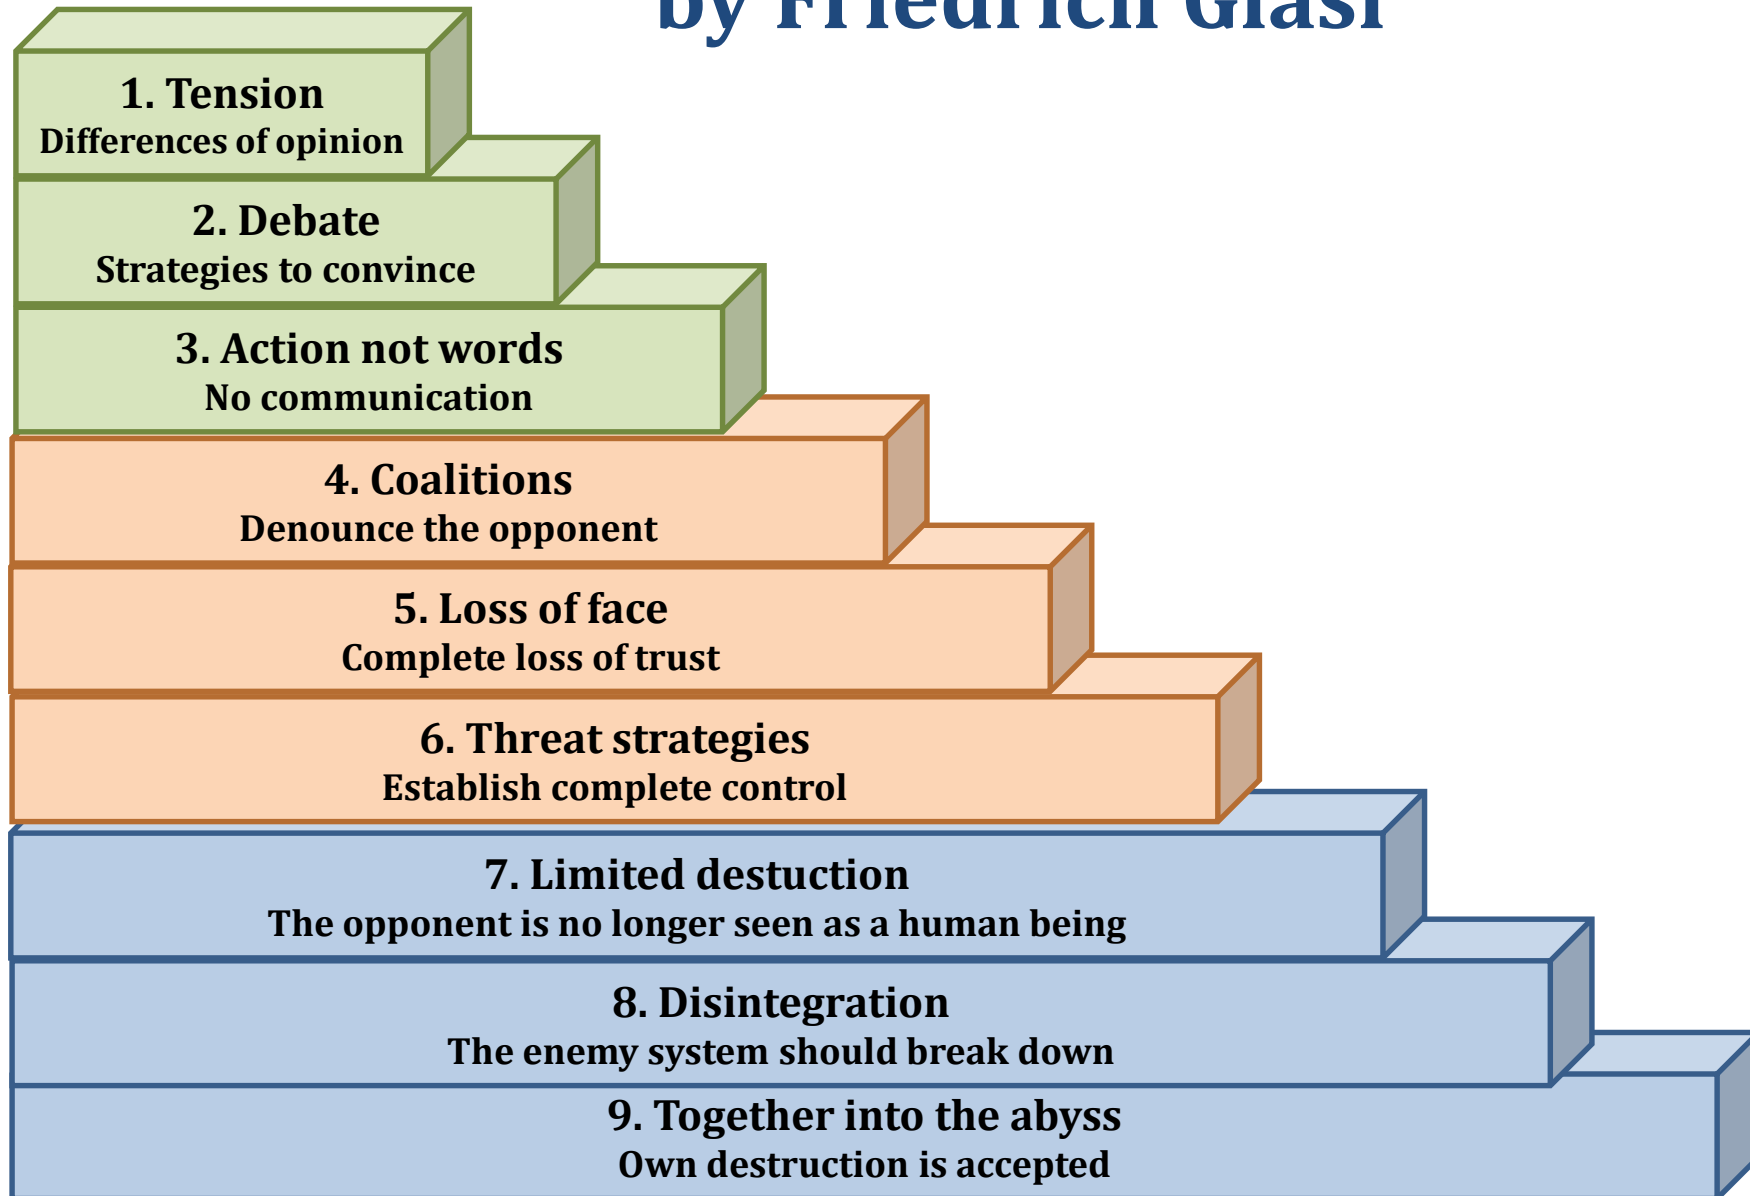 by Friedrich Glasl
1. Tension
Differences of opinion
2. Debate
Strategies to convince
3. Action not words
No communication
4. Coalitions
Denounce the opponent
5. Loss of face
Complete loss of trust
6. Threat strategies
Establish complete control
7. Limited destuction
The opponent is no longer seen as a human being
8. Disintegration
The enemy system should break down
9. Together into the abyss
Own destruction is accepted